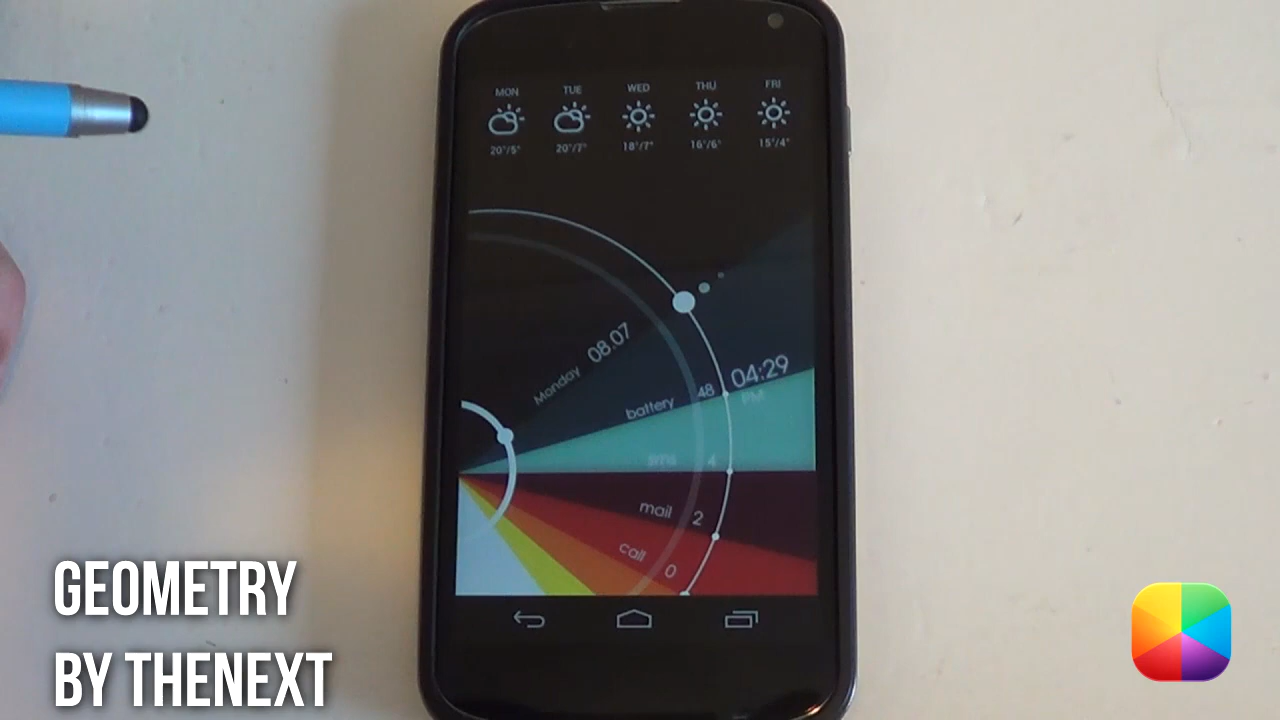 MON TUE WED THU FRI
20°/5° 20°/7° 18°/7° 16°/6° 15°/4°
Monday 08.07
04:29
PM
battery 48
sms 4
mail 2
call 0
GEOMETRY
BY THENEXT